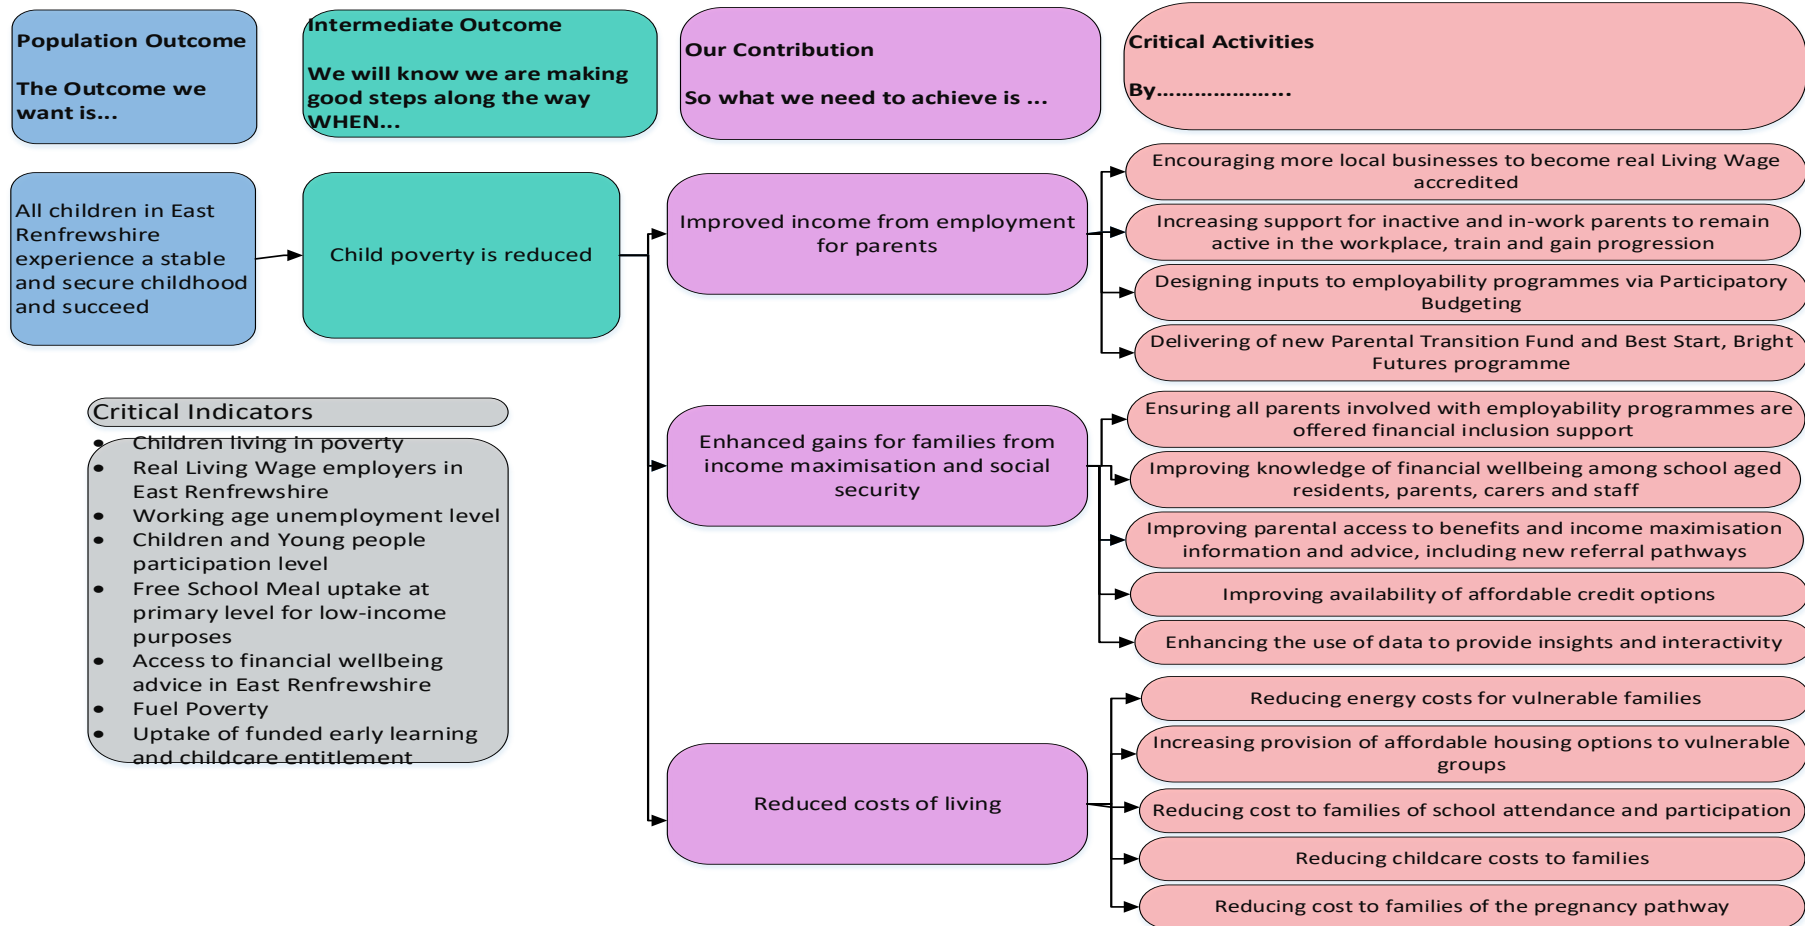 Population Outcome
The Outcome we
want is...
Intermediate Outcome
We will know we are making
good steps along the way
WHEN...
Our Contribution
So what we need to achieve is ...
Critical Activities
By......................
All children in East
Renfrewshire
experience a stable
and secure childhood
and succeed
Child poverty is reduced
Improved income from employment
for parents
Encouraging more local businesses to become real Living Wage
accredited
Increasing support for inactive and in-work parents to remain
active in the workplace, train and gain progression
Designing inputs to employability programmes via Participatory
Budgeting
Delivering of new Parental Transition Fund and Best Start, Bright
Futures programme
Critical Indicators
• Children living in poverty
• Real Living Wage employers in
East Renfrewshire
• Working age unemployment level
• Children and Young people
participation level
• Free School Meal uptake at
primary level for low-income
purposes
• Access to financial wellbeing
advice in East Renfrewshire
• Fuel Poverty
• Uptake of funded early learning
and childcare entitlement
Enhanced gains for families from
income maximisation and social
security
Ensuring all parents involved with employability programmes are
offered financial inclusion support
Improving knowledge of financial wellbeing among school aged
residents, parents, carers and staff
Improving parental access to benefits and income maximisation
information and advice, including new referral pathways
Improving availability of affordable credit options
Enhancing the use of data to provide insights and interactivity
Reduced costs of living
Reducing energy costs for vulnerable families
Increasing provision of affordable housing options to vulnerable
groups
Reducing cost to families of school attendance and participation
Reducing childcare costs to families
Reducing cost to families of the pregnancy pathway